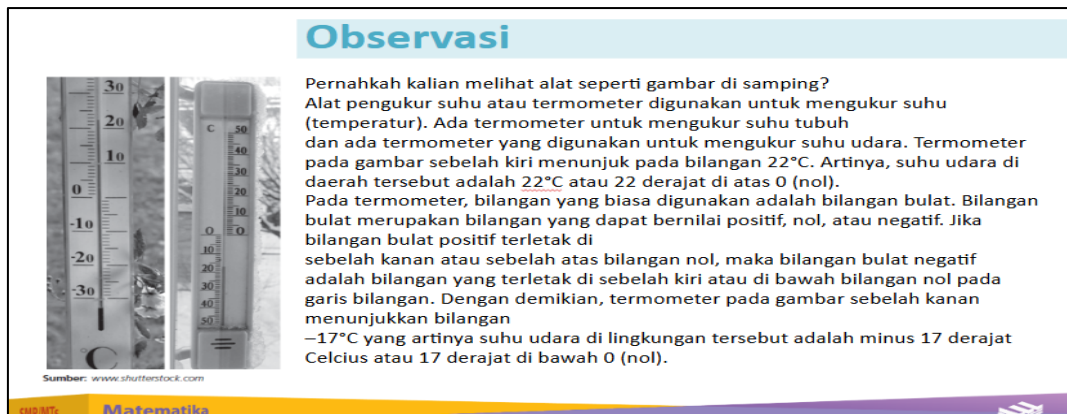 Observasi
30
20
10
0
-10
-20
-30
°C
C 50
40
30
20
10
0 0
10
20
30
40
50
Sumber: www.shutterstock.com
Pernahkah kalian melihat alat seperti gambar di samping?
Alat pengukur suhu atau termometer digunakan untuk mengukur suhu
(temperatur). Ada termometer untuk mengukur suhu tubuh
dan ada termometer yang digunakan untuk mengukur suhu udara. Termometer
pada gambar sebelah kiri menunjuk pada bilangan 22°C. Artinya, suhu udara di
daerah tersebut adalah 22°C atau 22 derajat di atas 0 (nol).
Pada termometer, bilangan yang biasa digunakan adalah bilangan bulat. Bilangan
bulat merupakan bilangan yang dapat bernilai positif, nol, atau negatif. Jika
bilangan bulat positif terletak di
sebelah kanan atau sebelah atas bilangan nol, maka bilangan bulat negatif
adalah bilangan yang terletak di sebelah kiri atau di bawah bilangan nol pada
garis bilangan. Dengan demikian, termometer pada gambar sebelah kanan
menunjukkan bilangan
–17°C yang artinya suhu udara di lingkungan tersebut adalah minus 17 derajat
Celcius atau 17 derajat di bawah 0 (nol).
SMP/MTs Matematika